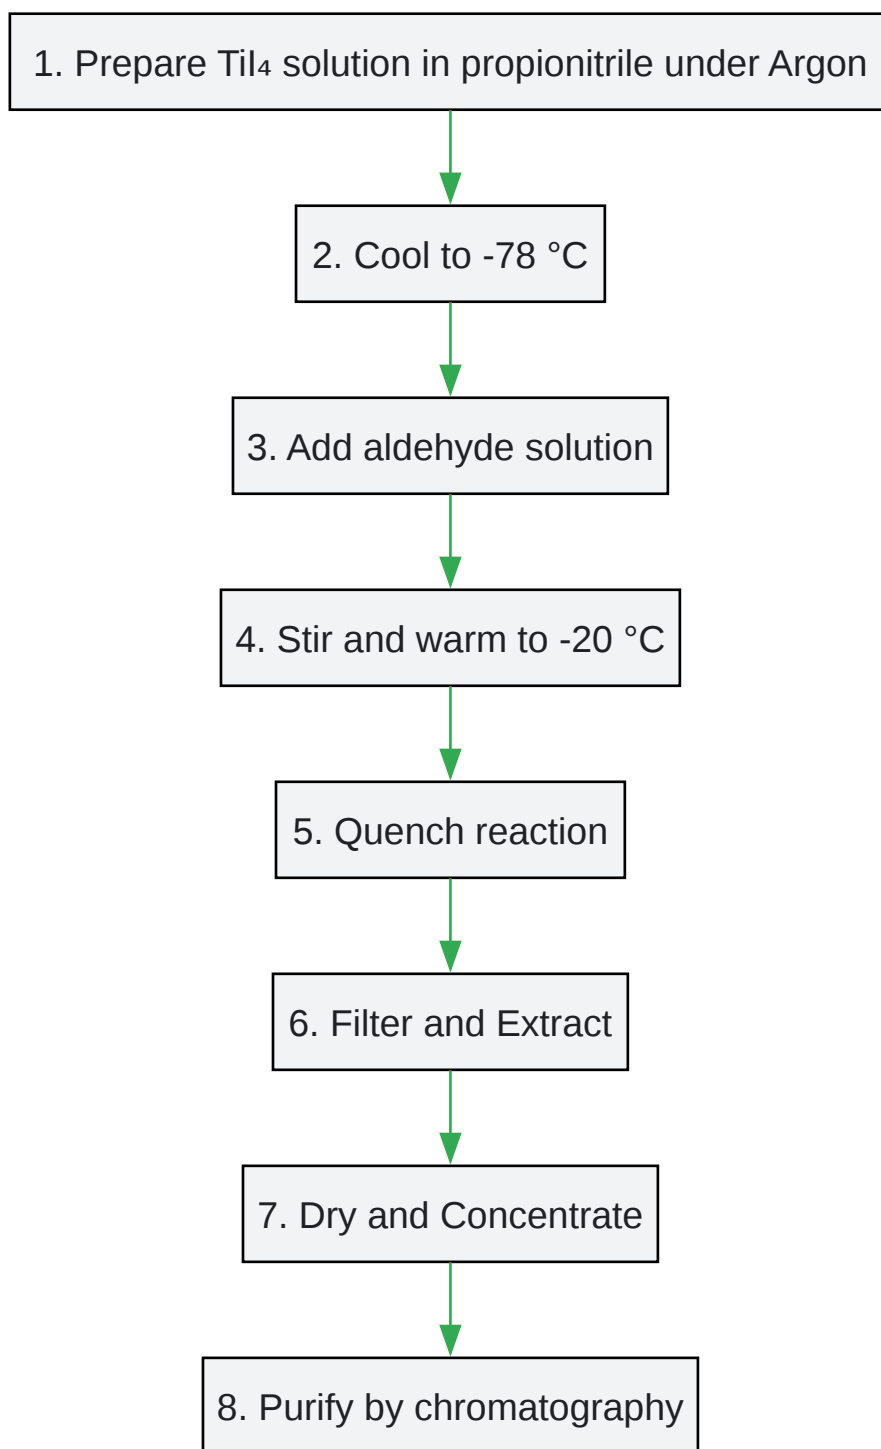 1. Prepare TiI₄ solution in propionitrile under Argon
2. Cool to -78 °C
3. Add aldehyde solution
4. Stir and warm to -20 °C
5. Quench reaction
6. Filter and Extract
7. Dry and Concentrate
8. Purify by chromatography